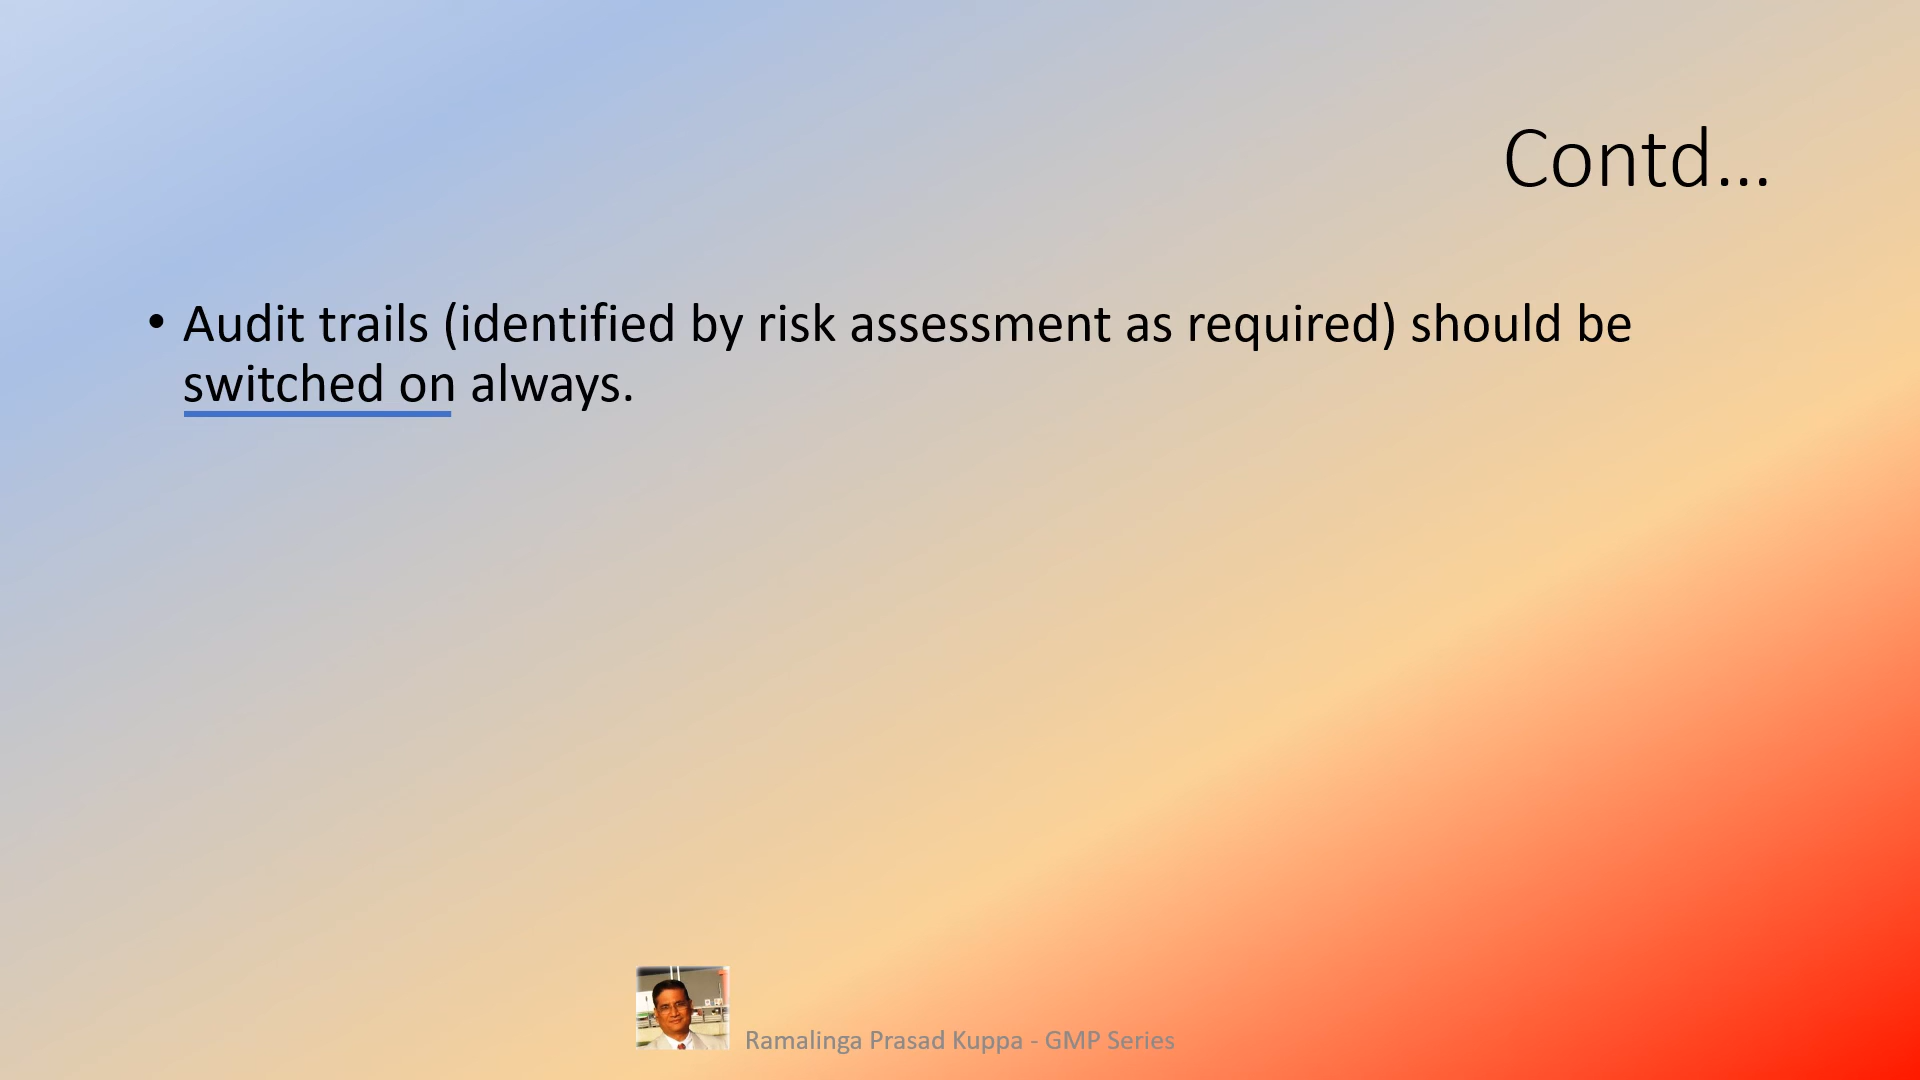 Contd...
• Audit trails (identified by risk assessment as required) should be
switched on always.
Ramalinga Prasad Kuppa - GMP Series